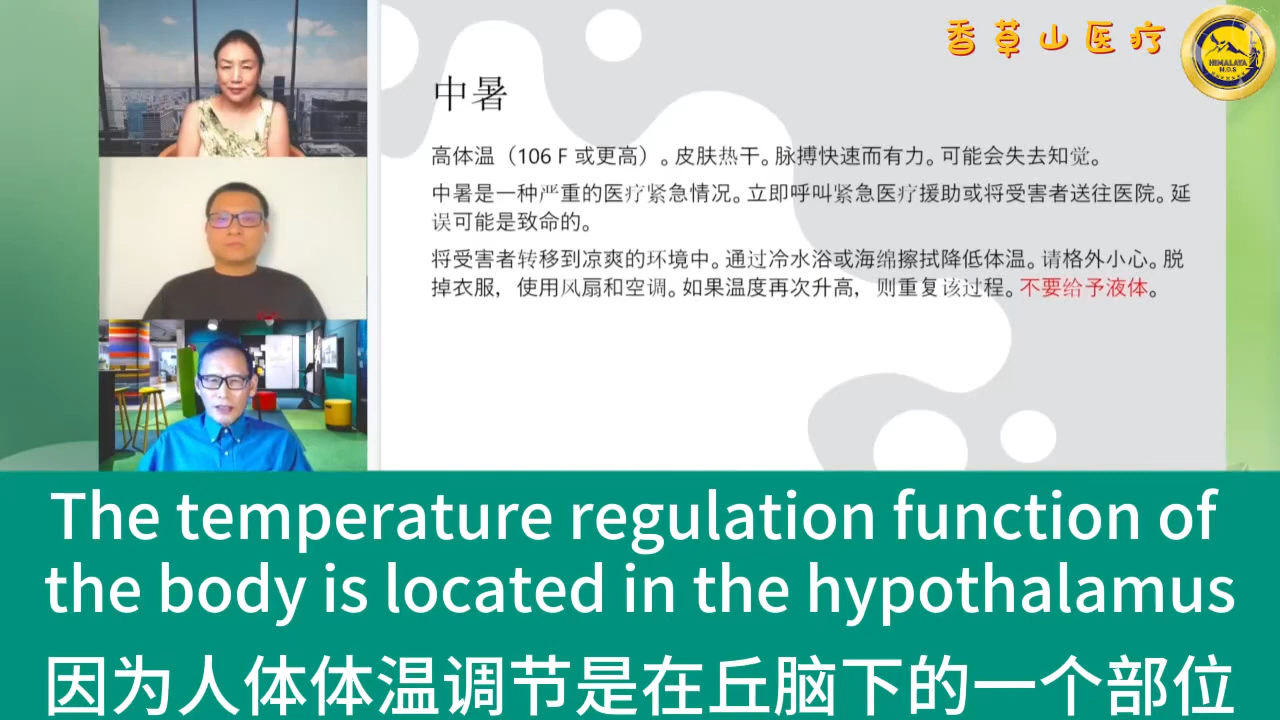 香草山医疗
HIMALAYA
M.O.S
中暑
高体温（106 F 或更高）。皮肤热干。脉搏快速而有力。可能会失去知觉。
中暑是一种严重的医疗紧急情况。立即呼叫紧急医疗援助或将受害者送往医院。延
误可能是致命的。
将受害者转移到凉爽的环境中。通过冷水浴或海绵擦拭降低体温。请格外小心。脱
掉衣服，使用风扇和空调。如果温度再次升高，则重复该过程。不要给予液体。
The temperature regulation function of
the body is located in the hypothalamus
因为人体体温调节是在丘脑下的一个部位